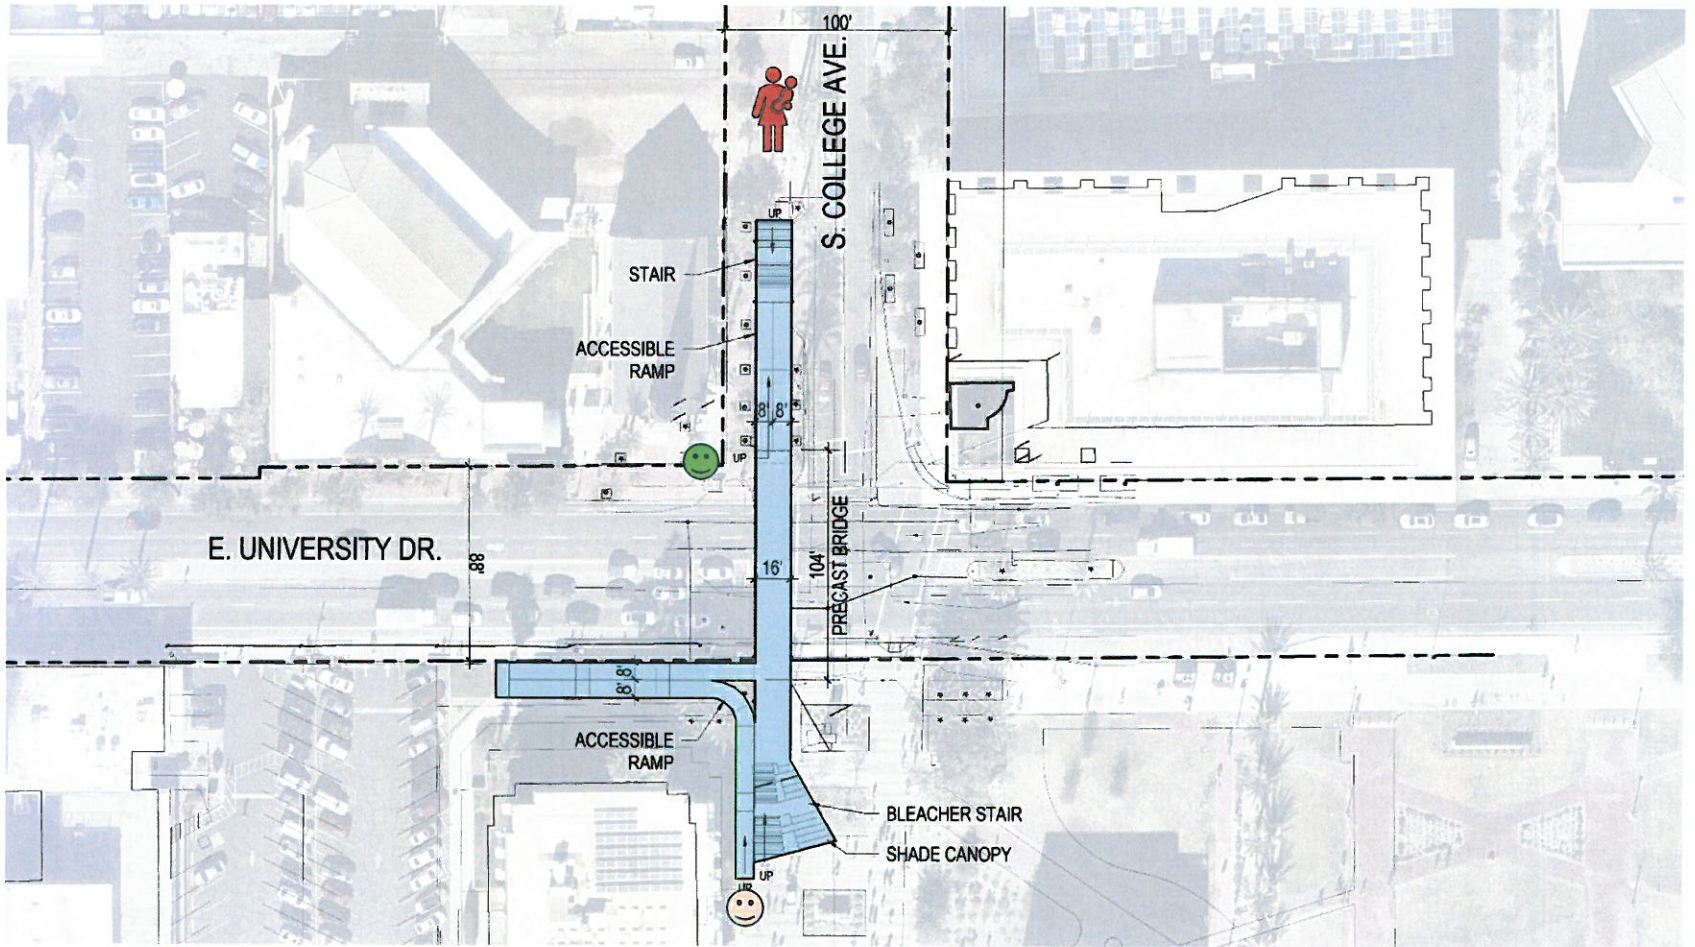 100'
S. COLLEGE AVE.
UP
STAIR
ACCESSIBLE
RAMP
8' 8'
UP
E. UNIVERSITY DR.
88'
16'
104'
PRECAST BRIDGE
8' 8'
ACCESSIBLE
RAMP
BLEACHER STAIR
SHADE CANOPY
UP
UP